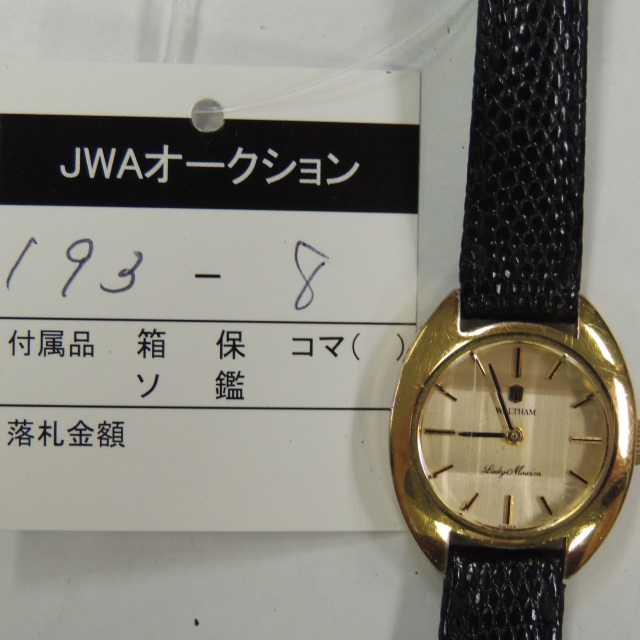 JWAオークション
193 - 8
付属品 箱 保 コマ( )
ソ 鑑
落札金額
WALTHAM
Lady Maxim